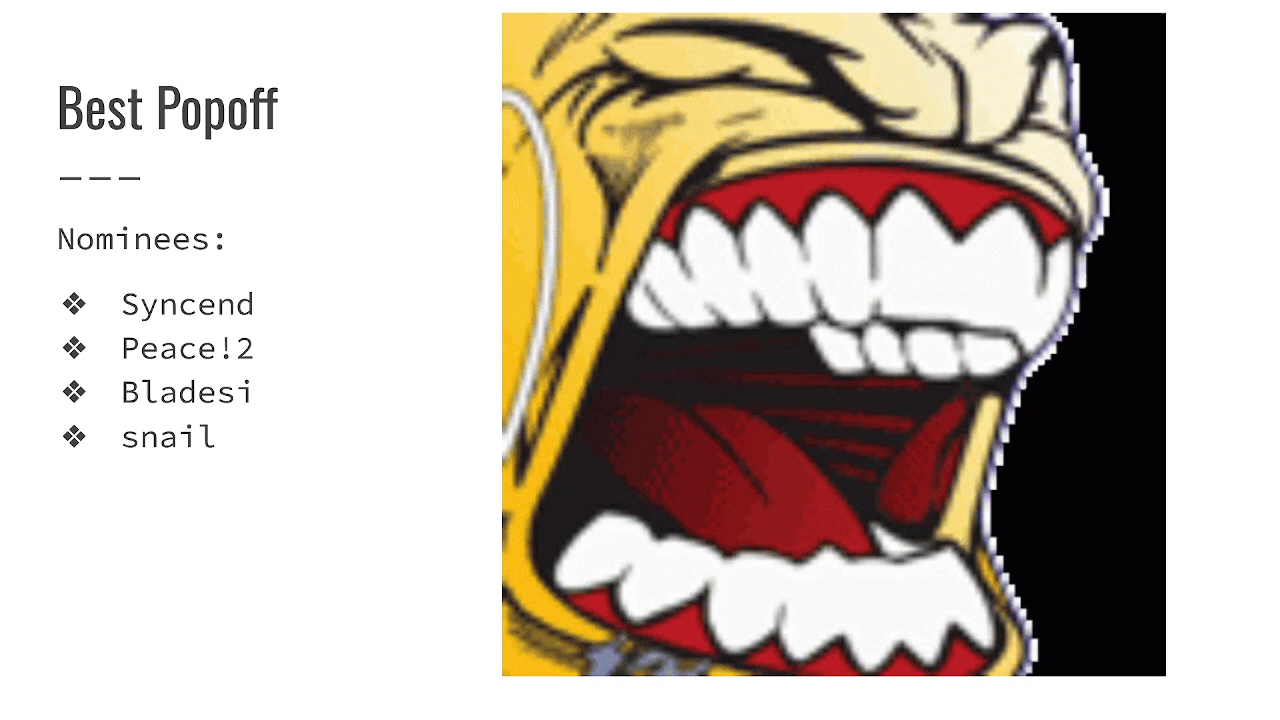 Best Popoff
Nominees:
❖ Syncend
❖ Peace!2
❖ Bladesi
❖ snail